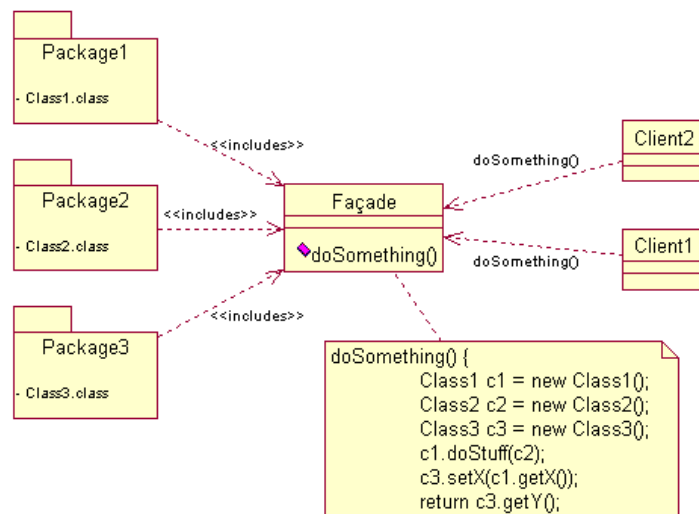 Package1
- Class1.class
<<includes>>
Package2
- Class2.class
<<includes>>
Package3
- Class3.class
<<includes>>
Façade
doSomething()
Client2
doSomething()
Client1
doSomething()
doSomething() {
Class1 c1 = new Class1();
Class2 c2 = new Class2();
Class3 c3 = new Class3();
c1.doStuff(c2);
c3.setX(c1.getX());
return c3.getY();